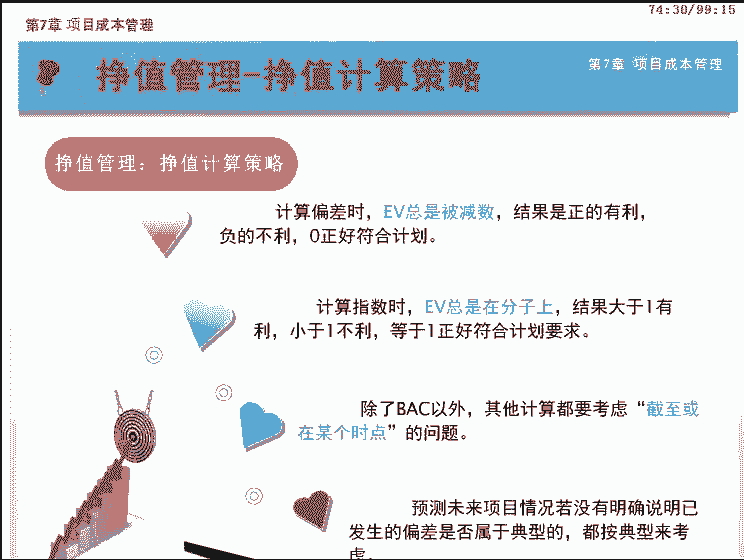 74:30/99:15
第7章 项目成本管理
挣值管理-挣值计算策略
第7章 项目成本管理
挣值管理：挣值计算策略
计算偏差时，EV总是被减数，结果是正的有利，
负的不利，0正好符合计划。
计算指数时，EV总是在分子上，结果大于1有
利，小于1不利，等于1正好符合计划要求。
除了BAC以外，其他计算都要考虑“截至或
在某个时点”的问题。
预测未来项目情况若没有明确说明已
发生的偏差是否属于典型的，都按典型来考
虑。